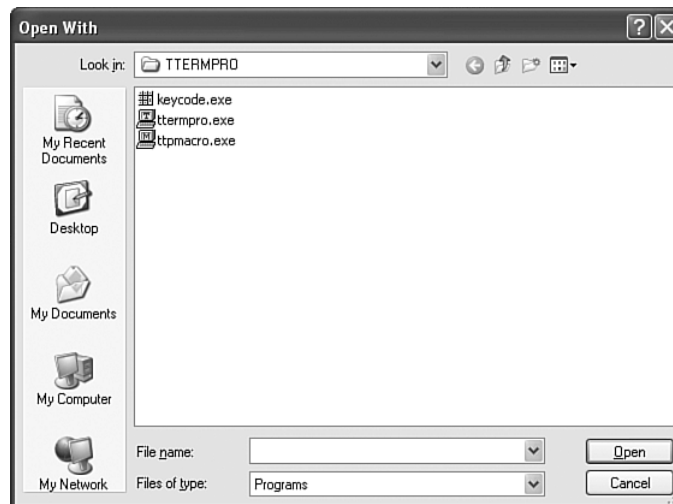 Open With
Look in: TTERMPRO
keycode.exe
ttermpro.exe
ttpmacro.exe
My Recent
Documents
Desktop
My Documents
My Computer
My Network
File name:
Open
Files of type: Programs
Cancel